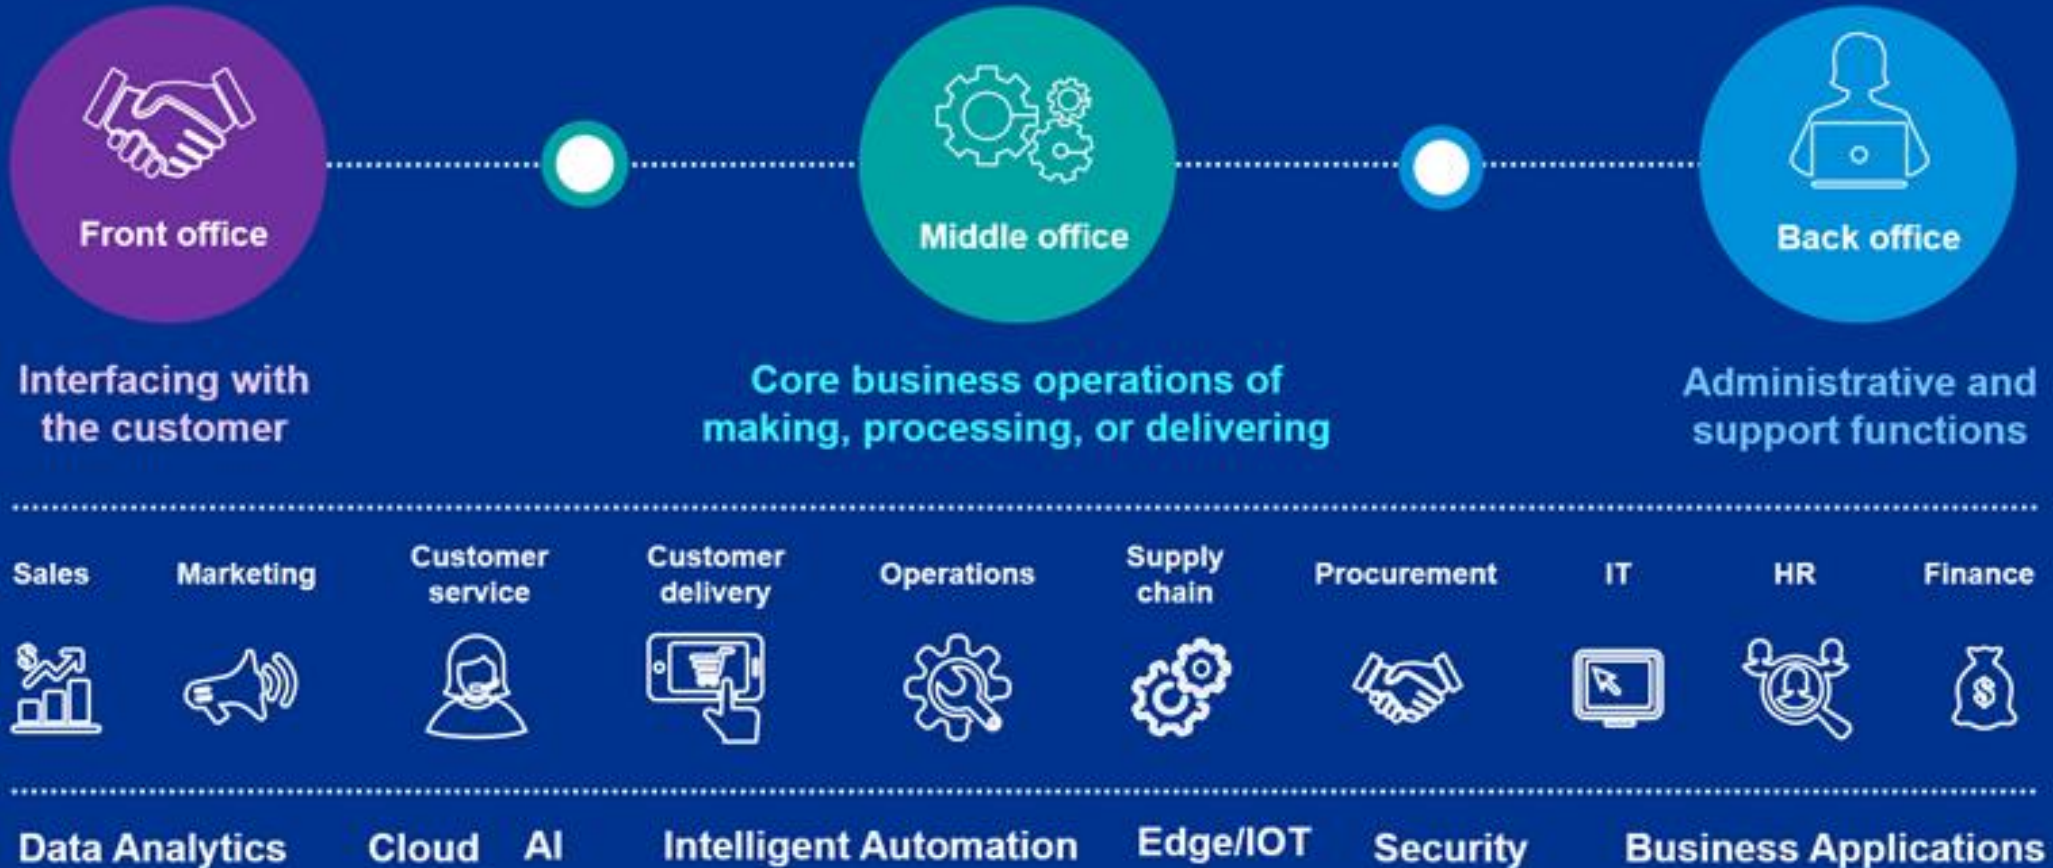 Front office
Middle office
Back office
Interfacing with
the customer
Core business operations of
making, processing, or delivering
Administrative and
support functions
Sales
Marketing
Customer
service
Customer
delivery
Operations
Supply
chain
Procurement
IT
HR
Finance
$
$
Data Analytics
Cloud
AI
Intelligent Automation
Edge/IOT
Security
Business Applications